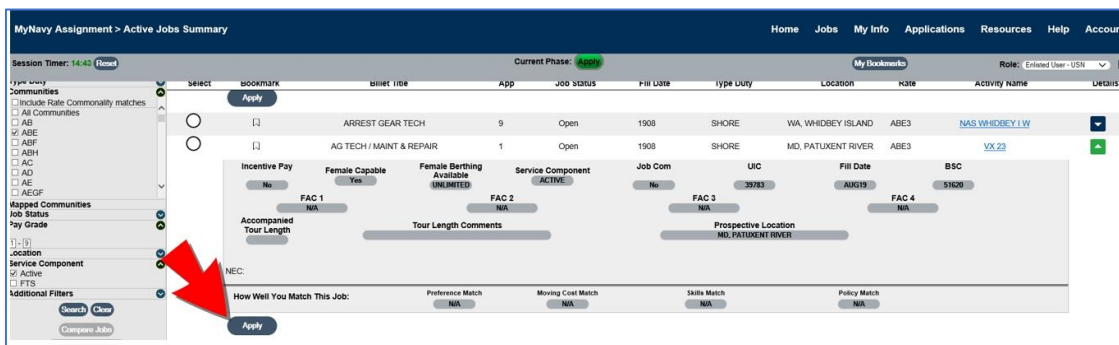 MyNavy Assignment > Active Jobs Summary Home Jobs My Info Applications Resources Help Accoun
Session Timer: 14:43 Reset Current Phase: Apply My Bookmarks Role: Enlisted User - USN
Type Duty Select Bookmark Billet Title App Job Status Fill Date Type Duty Location Rate Activity Name Details
Communities
Include Rate Commonality matches Apply
All Communities
AB
ABE
ABF
ABH
AC
AD
AE
AEGF
Mapped Communities
Job Status
Pay Grade
1 - 9
Location
Service Component
Active
FTS
Additional Filters
Search Clear
Compare Jobs
ARREST GEAR TECH 9 Open 1908 SHORE WA, WHIDBEY ISLAND ABE3 NAS WHIDBEY I W
AG TECH / MAINT & REPAIR 1 Open 1908 SHORE MD, PATUXENT RIVER ABE3 VX 23
Incentive Pay Female Capable Female Berthing Available Service Component Job Com UIC Fill Date BSC
No Yes UNLIMITED ACTIVE No 39783 AUG19 51620
FAC 1 FAC 2 FAC 3 FAC 4
N/A N/A N/A N/A
Accompanied Tour Length Tour Length Comments Prospective Location
MD, PATUXENT RIVER
NEC:
How Well You Match This Job: Preference Match Moving Cost Match Skills Match Policy Match
N/A N/A N/A N/A
Apply